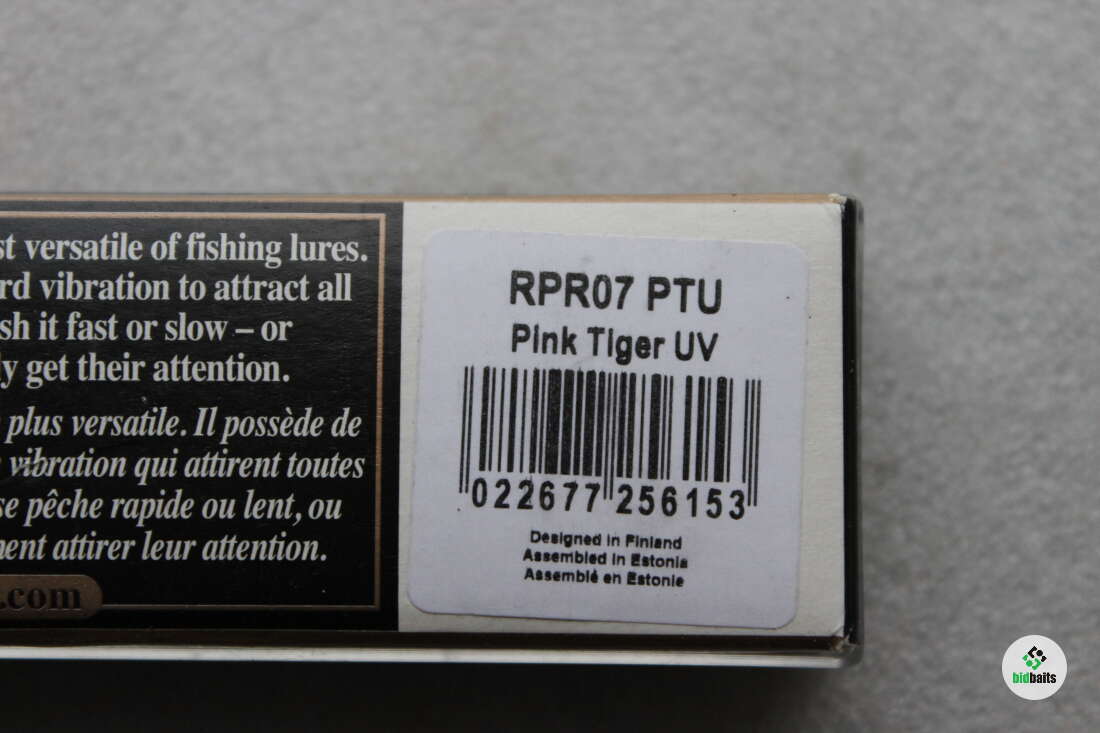 st versatile of fishing lures.
rd vibration to attract all
sh it fast or slow – or
ly get their attention.
plus versatile. Il possède de
vibration qui attirent toutes
se pêche rapide ou lent, ou
ment attirer leur attention.
.com
RPR07 PTU
Pink Tiger UV
022677 256153
Designed in Finland
Assembled in Estonia
Assemblé en Estonie
bidbaits